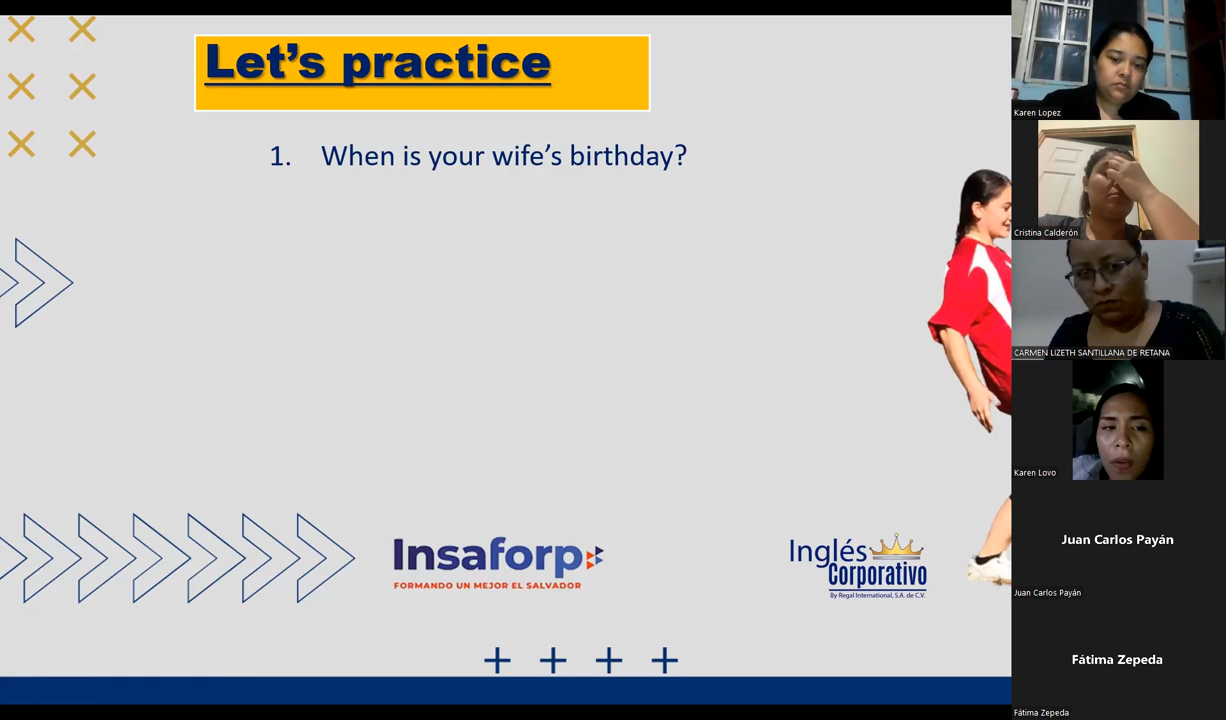 Let's practice
1. When is your wife's birthday?
Insaforp
FORMANDO UN MEJOR EL SALVADOR
Inglés
Corporativo
By Regal International, S.A. de C.V.
Karen Lopez
Cristina Calderón
CARMEN LIZETH SANTILLANA DE RETANA
Karen Lovo
Juan Carlos Payán
Juan Carlos Payán
Fátima Zepeda
Fátima Zepeda